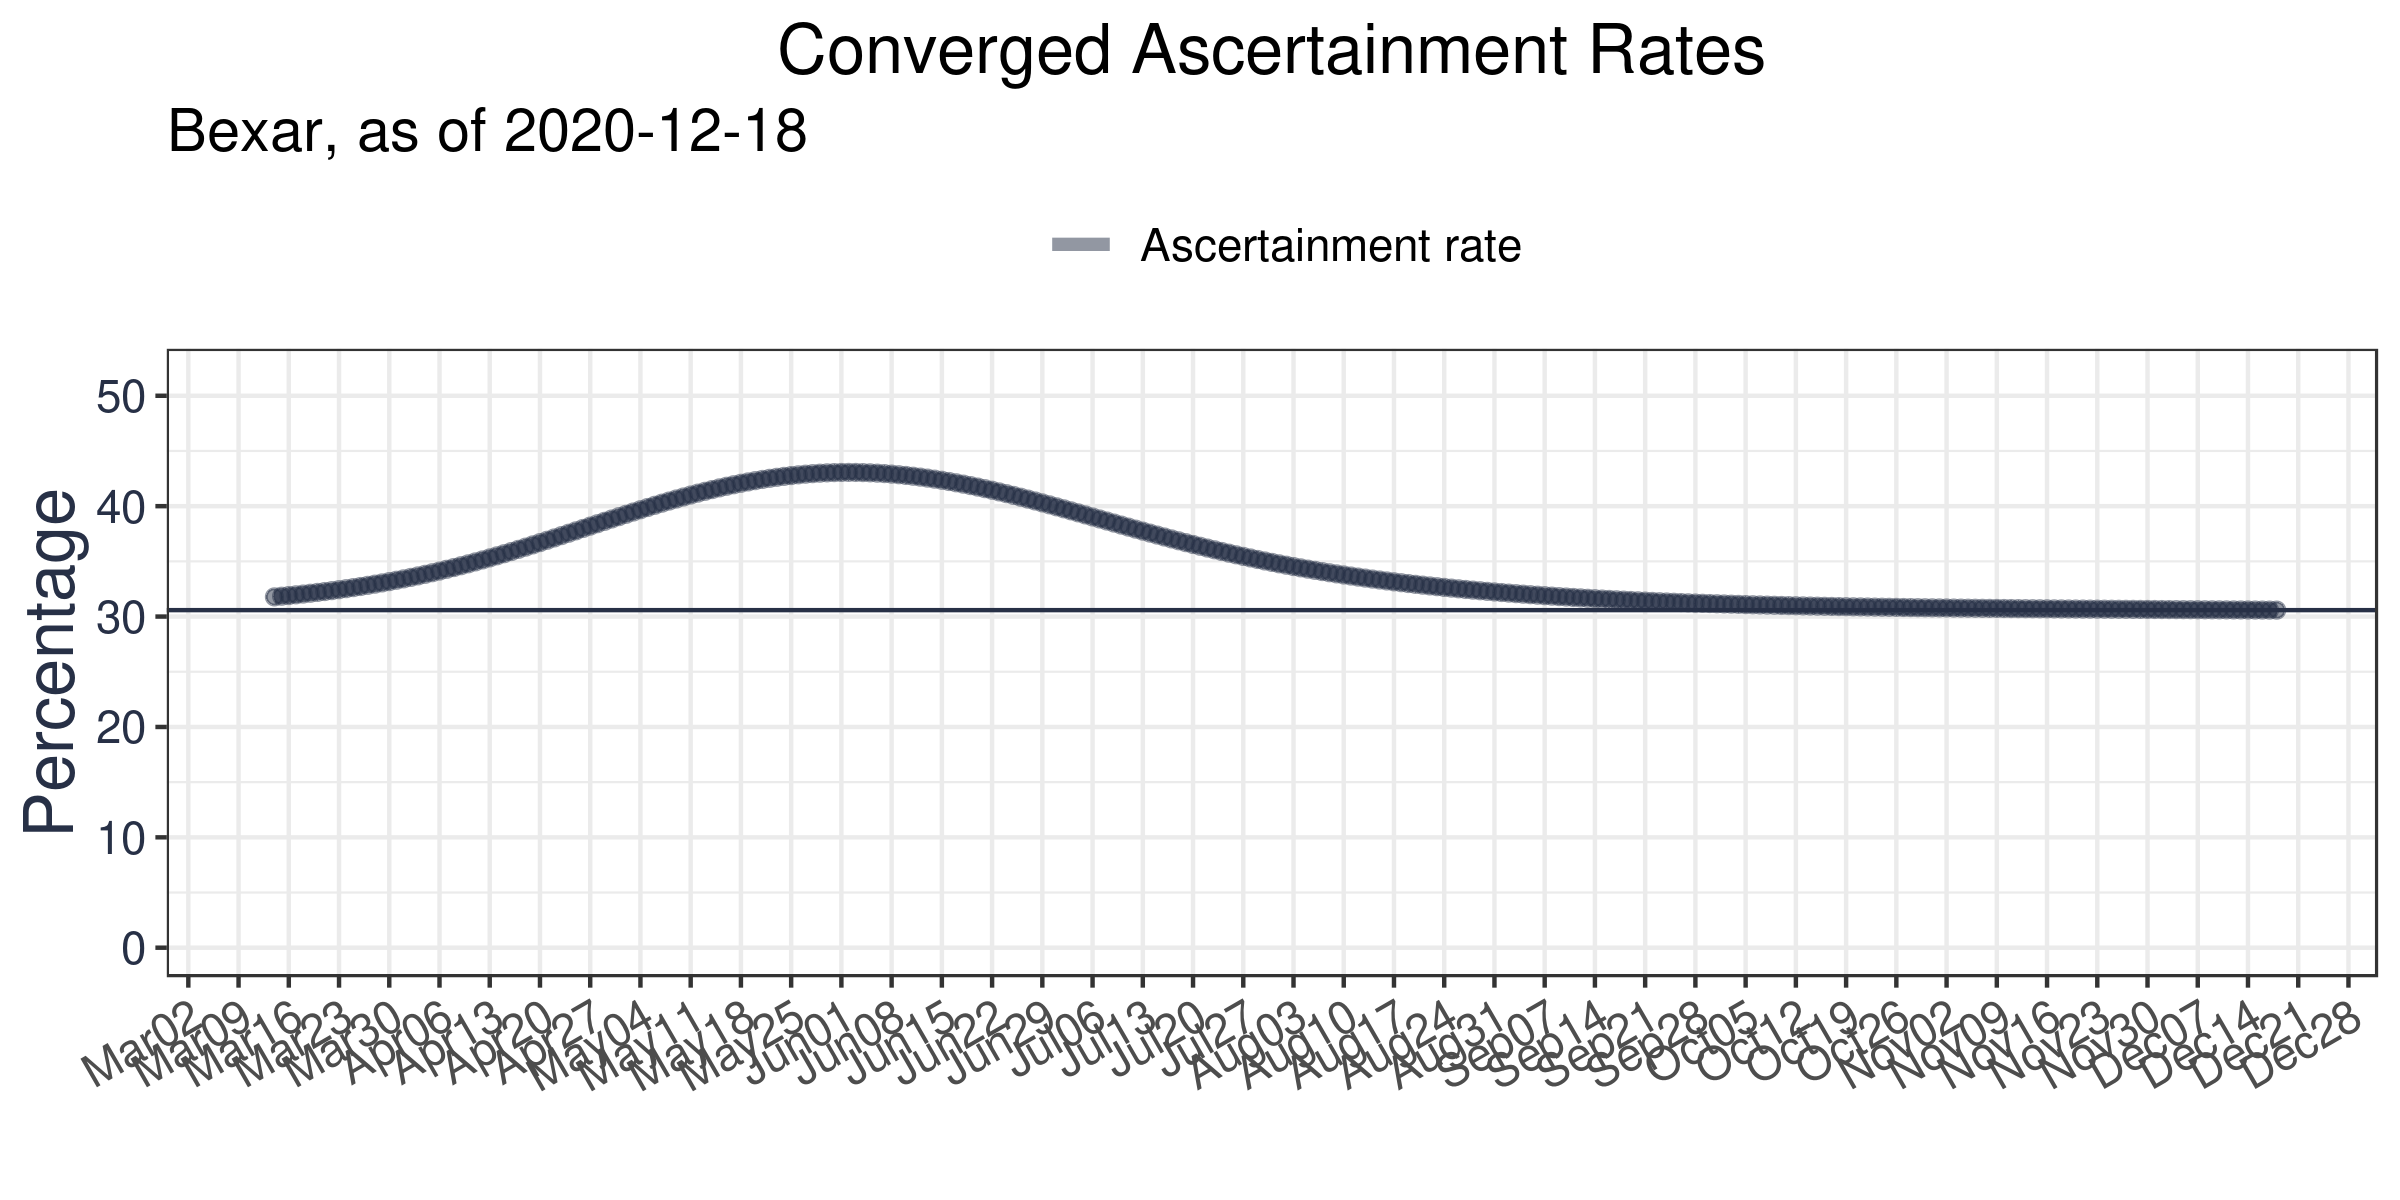 Converged Ascertainment Rates
Bexar, as of 2020-12-18
Ascertainment rate
Percentage
50
40
30
20
10
0
Mar02
Mar09
Mar16
Mar23
Mar30
Apr06
Apr13
Apr20
Apr27
May04
May11
May18
May25
Jun01
Jun08
Jun15
Jun22
Jun29
Jul06
Jul13
Jul20
Jul27
Aug03
Aug10
Aug17
Aug24
Aug31
Sep07
Sep14
Sep21
Sep28
Oct05
Oct12
Oct19
Oct26
Nov02
Nov09
Nov16
Nov23
Nov30
Dec07
Dec14
Dec21
Dec28